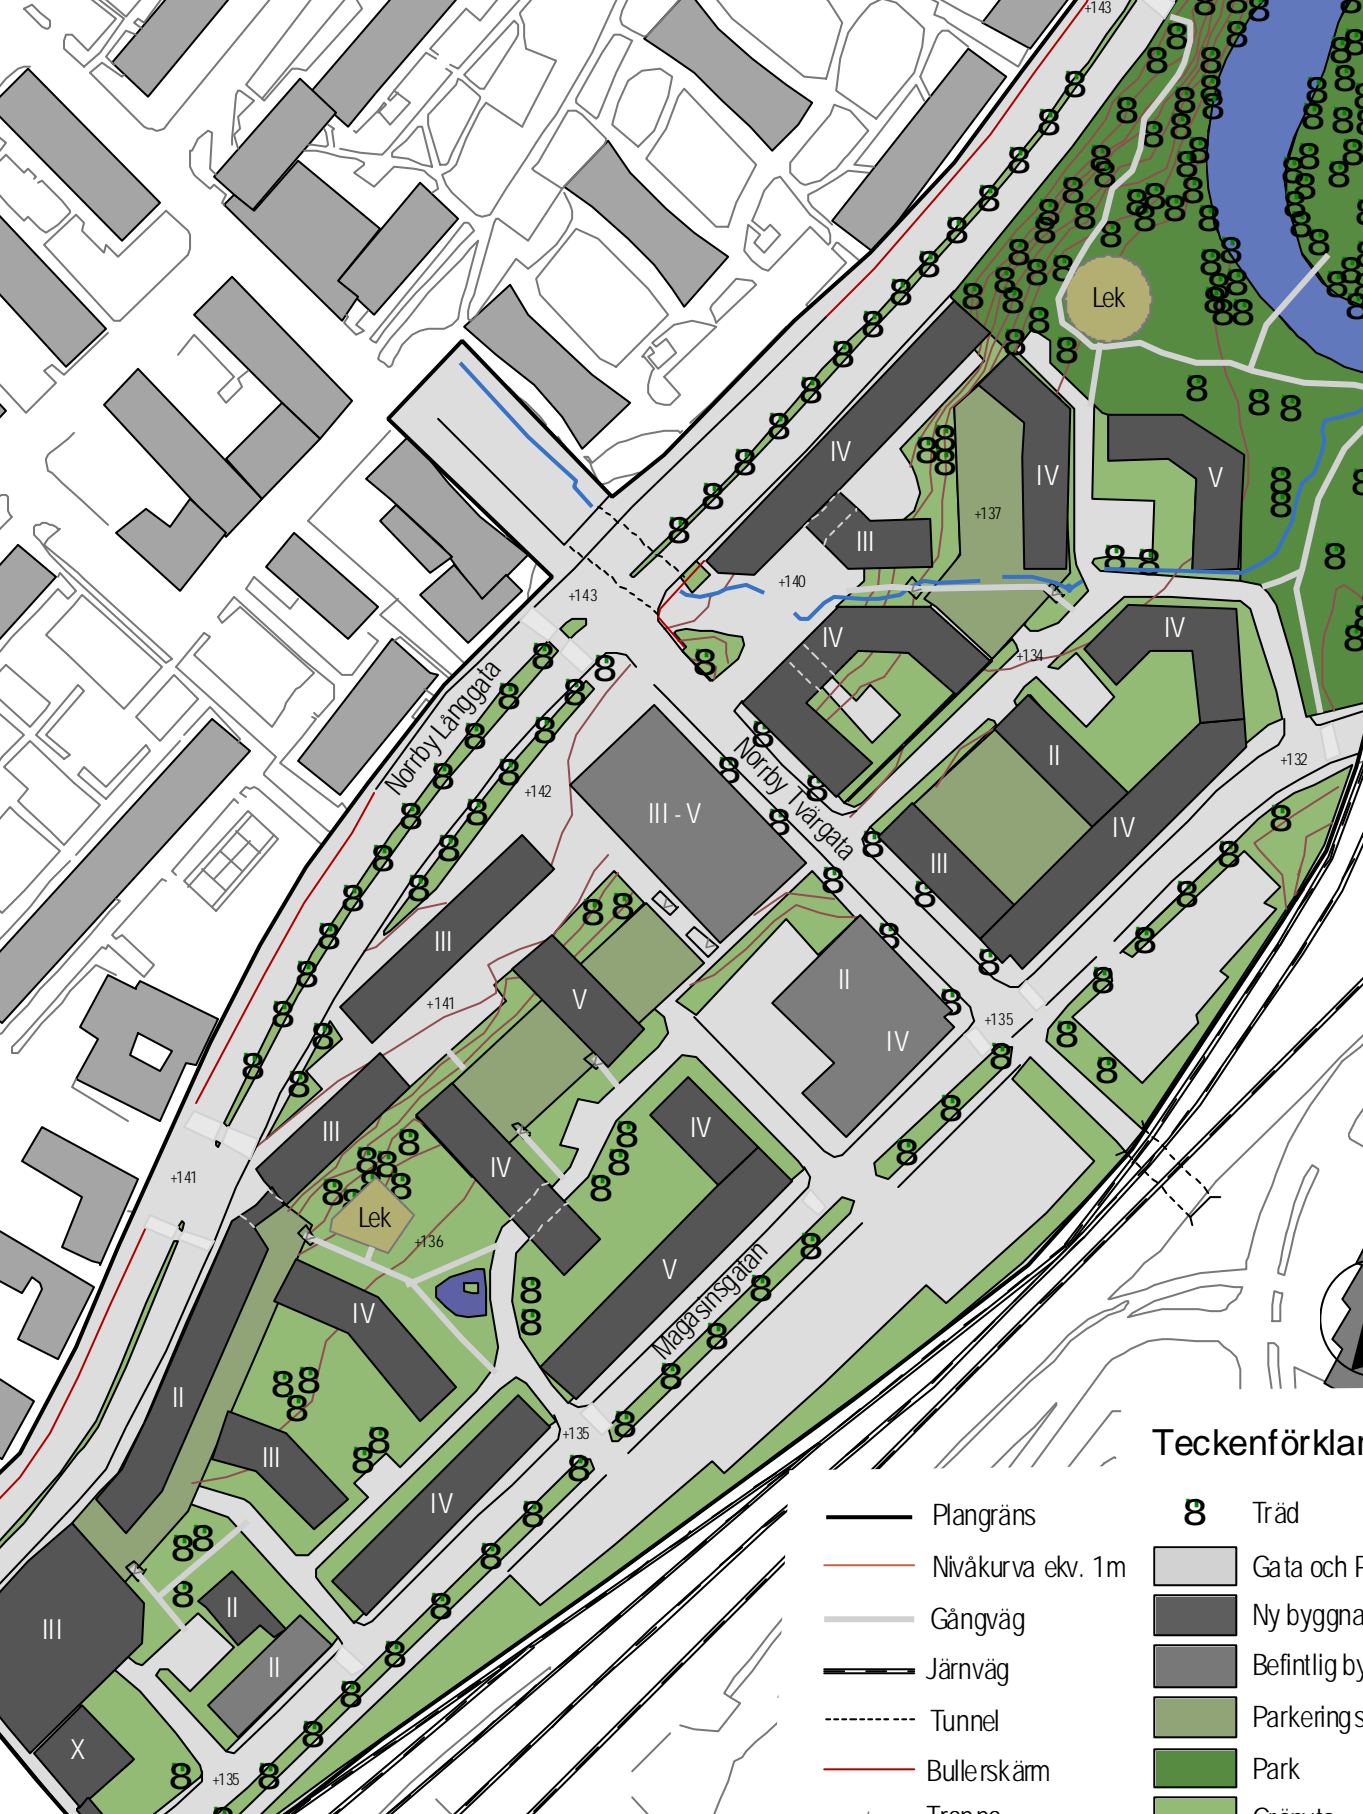 +143
Lek
IV
IV
V
+137
III
+140
+143
IV
IV
+134
Norrby Långgata
II
+132
Norrby Tvärgata
+142
III - V
IV
III
III
II
V
+141
IV
+135
III
IV
IV
+141
Lek
+136
V
Magasinsgatan
IV
II
III
+135
IV
II
III
II
X
+135
Teckenförklar
Plangräns
Träd
Nivåkurva ekv. 1m
Gata och P
Gångväg
Ny byggna
Järnväg
Befintlig by
Tunnel
Parkerings
Bullerskärm
Park